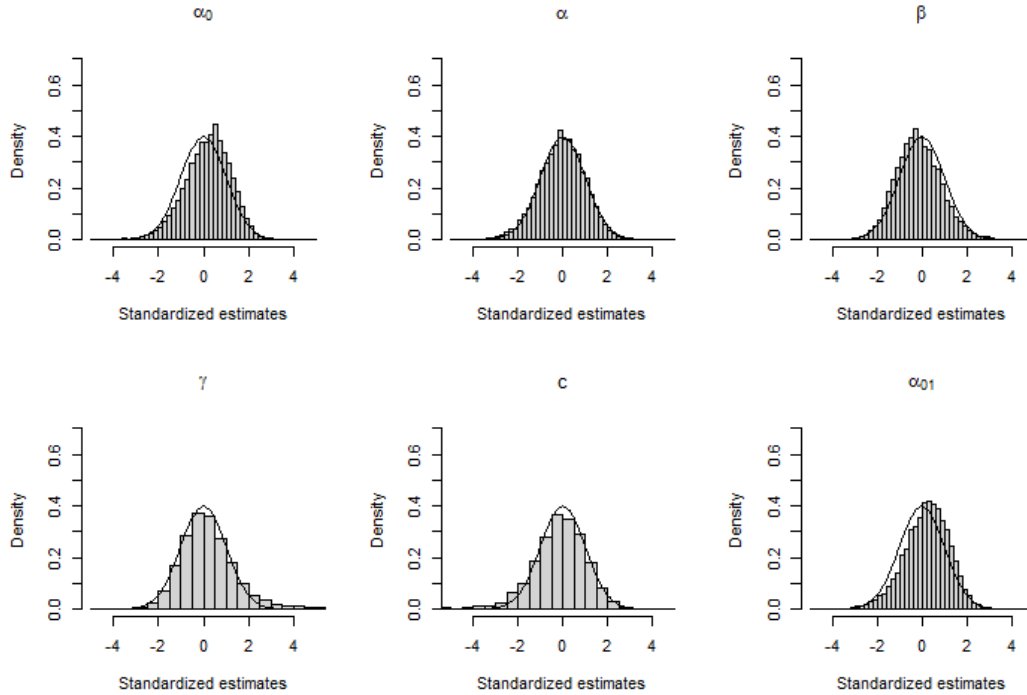 α₀ α β
Density Density Density
0.0 0.2 0.4 0.6 0.0 0.2 0.4 0.6 0.0 0.2 0.4 0.6
-4 -2 0 2 4 -4 -2 0 2 4 -4 -2 0 2 4
Standardized estimates Standardized estimates Standardized estimates
γ c α₀₁
Density Density Density
0.0 0.2 0.4 0.6 0.0 0.2 0.4 0.6 0.0 0.2 0.4 0.6
-4 -2 0 2 4 -4 -2 0 2 4 -4 -2 0 2 4
Standardized estimates Standardized estimates Standardized estimates